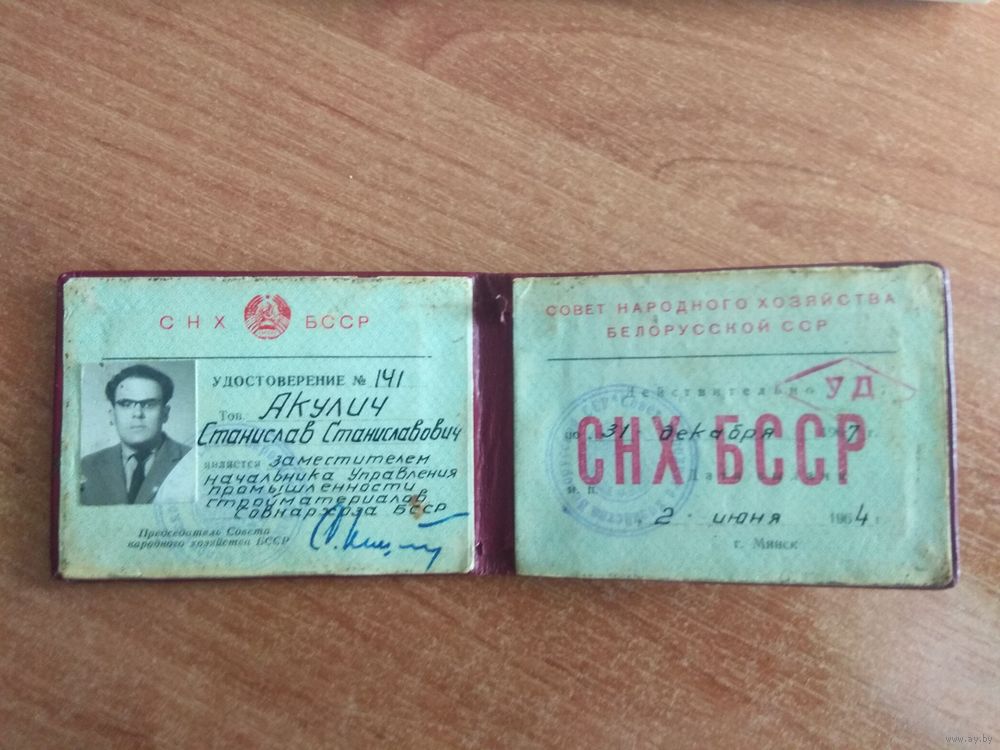 СНХ БССР
УДОСТОВЕРЕНИЕ № 141
Тов. Акулич
Станислав Станиславович
является заместителем
начальника Управления
промышленности
стройматериалов
Совнархоза БССР
Председатель Совета
народного хозяйства БССР
СОВЕТ НАРОДНОГО ХОЗЯЙСТВА
БЕЛОРУССКОЙ ССР
Действительно
УД
по 31 декабря 7 г.
СНХ БССР
М. П.
2 июня 1964 г.
г. Минск
www.ay.by